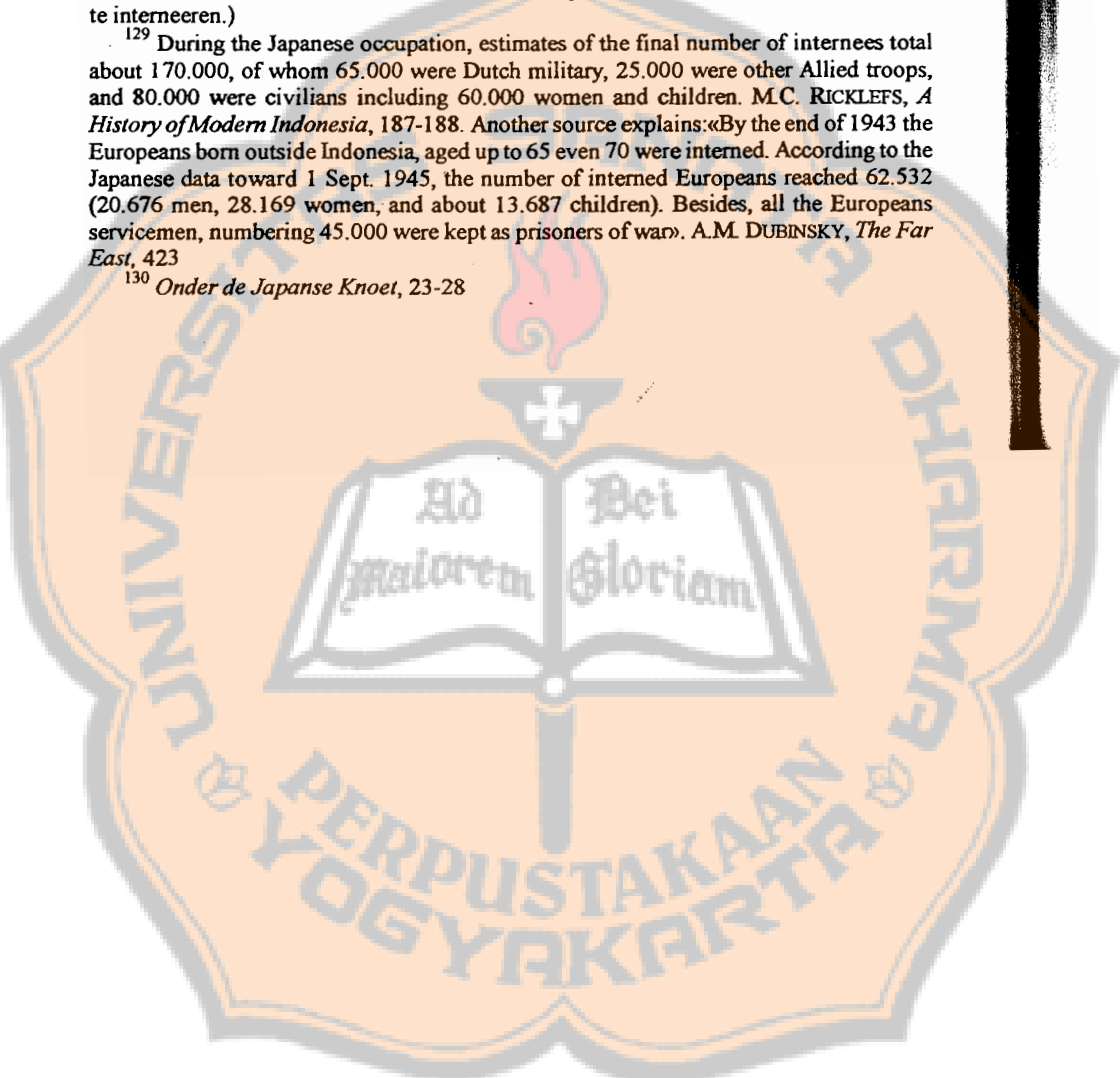 te interneeren.)
129 During the Japanese occupation, estimates of the final number of internees total
about 170.000, of whom 65.000 were Dutch military, 25.000 were other Allied troops,
and 80.000 were civilians including 60.000 women and children. M.C. RICKLEFS, A
History of Modern Indonesia, 187-188. Another source explains:«By the end of 1943 the
Europeans born outside Indonesia, aged up to 65 even 70 were interned. According to the
Japanese data toward 1 Sept. 1945, the number of interned Europeans reached 62.532
(20.676 men, 28.169 women, and about 13.687 children). Besides, all the Europeans
servicemen, numbering 45.000 were kept as prisoners of war». A.M. DUBINSKY, The Far
East, 423
130 Onder de Japanse Knoet, 23-28
UNIVERSITAS SANATA DHARMA
Ad Dei
maiorem Gloriam
PERPUSTAKAAN
YOGYAKARTA